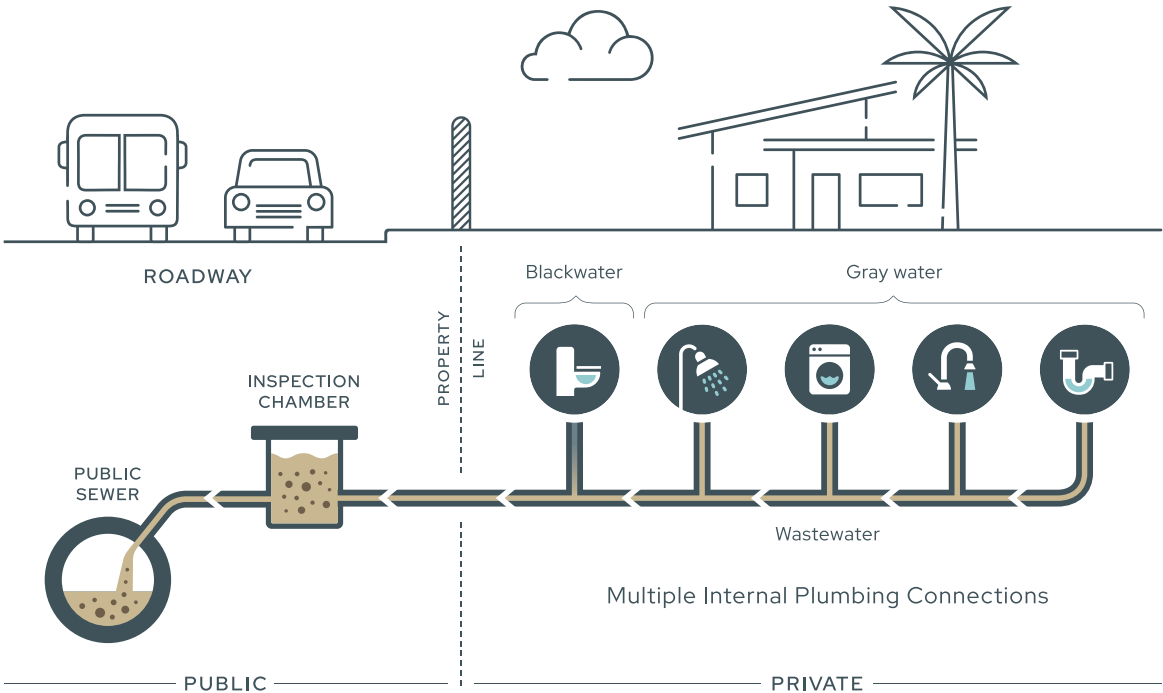 ROADWAY
Blackwater
Gray water
PROPERTY
LINE
INSPECTION
CHAMBER
PUBLIC
SEWER
Wastewater
Multiple Internal Plumbing Connections
PUBLIC
PRIVATE